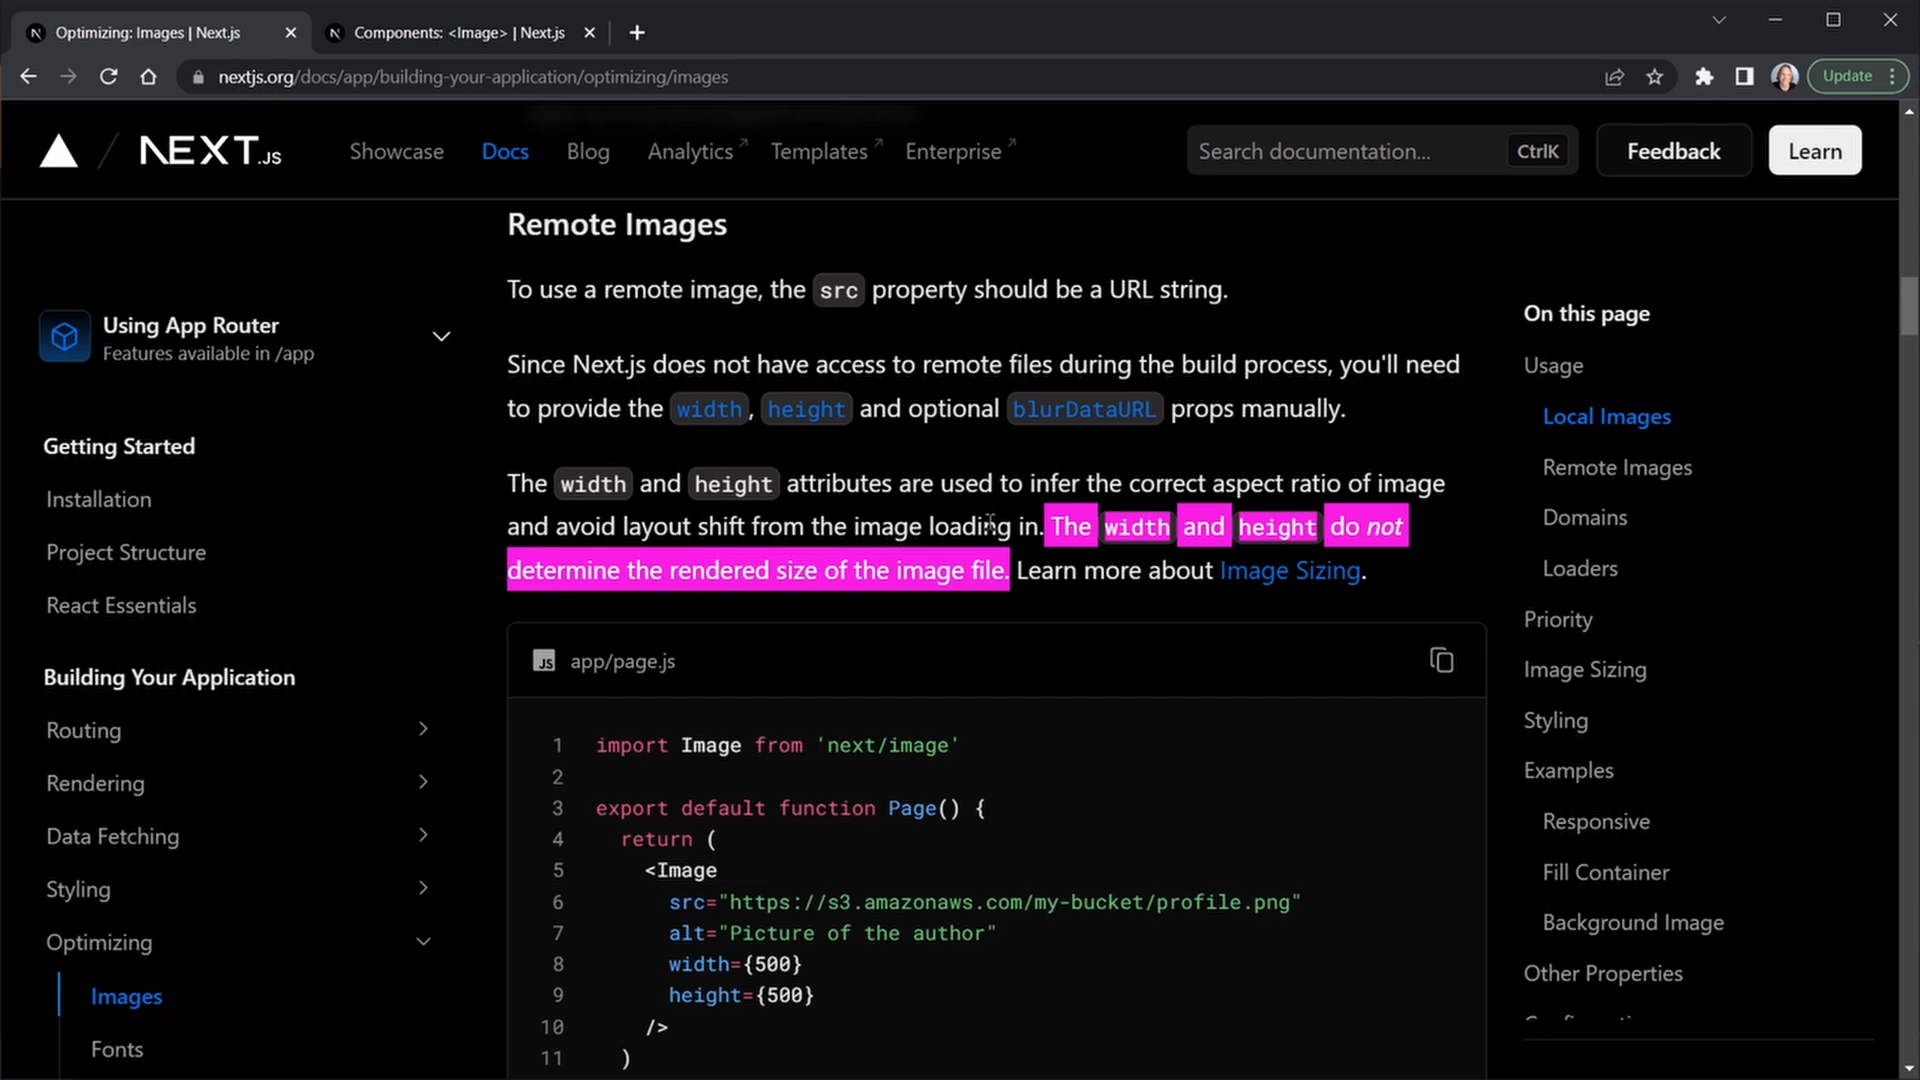 Optimizing: Images | Next.js
Components: <Image> | Next.js
nextjs.org/docs/app/building-your-application/optimizing/images
Update
NEXT.JS
Showcase
Docs
Blog
Analytics
Templates
Enterprise
Search documentation...
CtrlK
Feedback
Learn
Using App Router
Features available in /app
Getting Started
Installation
Project Structure
React Essentials
Building Your Application
Routing
Rendering
Data Fetching
Styling
Optimizing
Images
Fonts
Remote Images
To use a remote image, the src property should be a URL string.
Since Next.js does not have access to remote files during the build process, you'll need
to provide the width, height and optional blurDataURL props manually.
The width and height attributes are used to infer the correct aspect ratio of image
and avoid layout shift from the image loading in. The width and height do not
determine the rendered size of the image file. Learn more about Image Sizing.
JS app/page.js
1 import Image from 'next/image'
2
3 export default function Page() {
4 return (
5 <Image
6 src="https://s3.amazonaws.com/my-bucket/profile.png"
7 alt="Picture of the author"
8 width={500}
9 height={500}
10 />
11 )
On this page
Usage
Local Images
Remote Images
Domains
Loaders
Priority
Image Sizing
Styling
Examples
Responsive
Fill Container
Background Image
Other Properties